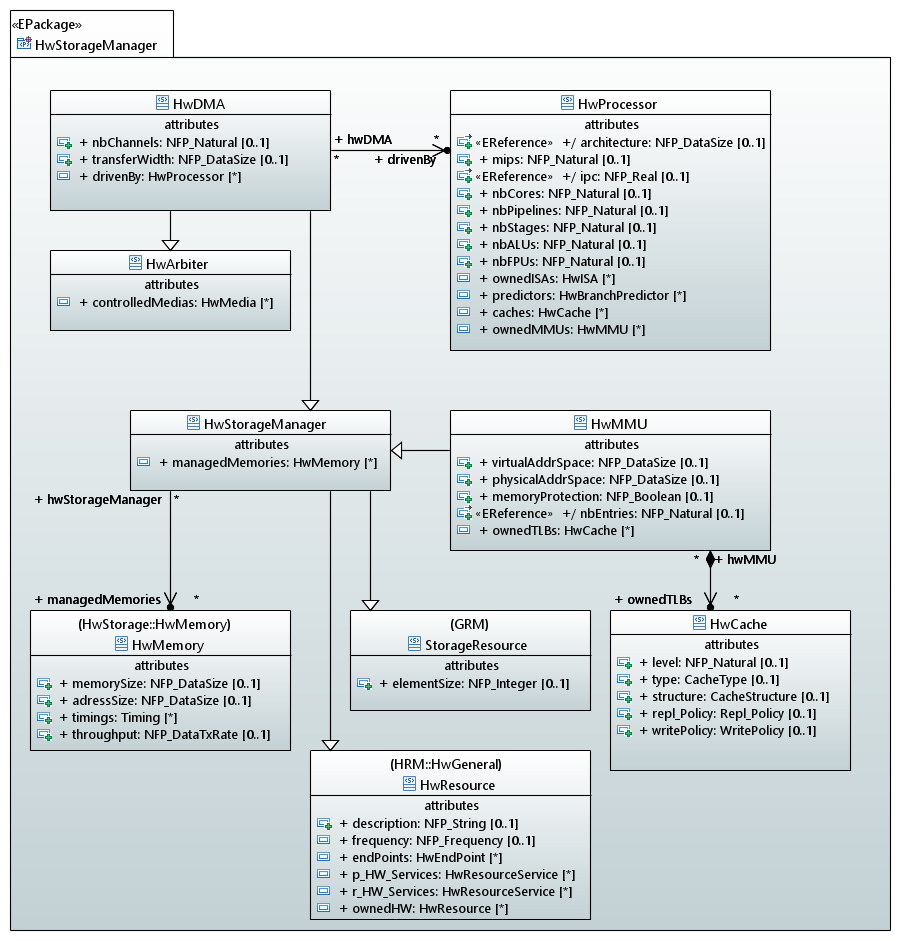 «EPackage»
HwStorageManager
HwDMA
attributes
+ nbChannels: NFP_Natural [0..1]
+ transferWidth: NFP_DataSize [0..1]
+ drivenBy: HwProcessor [*]
+ hwDMA
*
*
+ drivenBy
HwProcessor
attributes
«EReference» +/ architecture: NFP_DataSize [0..1]
+ mips: NFP_Natural [0..1]
«EReference» +/ ipc: NFP_Real [0..1]
+ nbCores: NFP_Natural [0..1]
+ nbPipelines: NFP_Natural [0..1]
+ nbStages: NFP_Natural [0..1]
+ nbALUs: NFP_Natural [0..1]
+ nbFPUs: NFP_Natural [0..1]
+ ownedISAs: HwISA [*]
+ predictors: HwBranchPredictor [*]
+ caches: HwCache [*]
+ ownedMMUs: HwMMU [*]
HwArbiter
attributes
+ controlledMedias: HwMedia [*]
HwStorageManager
attributes
+ managedMemories: HwMemory [*]
HwMMU
attributes
+ virtualAddrSpace: NFP_DataSize [0..1]
+ physicalAddrSpace: NFP_DataSize [0..1]
+ memoryProtection: NFP_Boolean [0..1]
«EReference» +/ nbEntries: NFP_Natural [0..1]
+ ownedTLBs: HwCache [*]
+ hwStorageManager
*
+ managedMemories
*
*
+ hwMMU
+ ownedTLBs
*
(HwStorage::HwMemory)
HwMemory
attributes
+ memorySize: NFP_DataSize [0..1]
+ adressSize: NFP_DataSize [0..1]
+ timings: Timing [*]
+ throughput: NFP_DataTxRate [0..1]
(GRM)
StorageResource
attributes
+ elementSize: NFP_Integer [0..1]
HwCache
attributes
+ level: NFP_Natural [0..1]
+ type: CacheType [0..1]
+ structure: CacheStructure [0..1]
+ repl_Policy: Repl_Policy [0..1]
+ writePolicy: WritePolicy [0..1]
(HRM::HwGeneral)
HwResource
attributes
+ description: NFP_String [0..1]
+ frequency: NFP_Frequency [0..1]
+ endPoints: HwEndPoint [*]
+ p_HW_Services: HwResourceService [*]
+ r_HW_Services: HwResourceService [*]
+ ownedHW: HwResource [*]